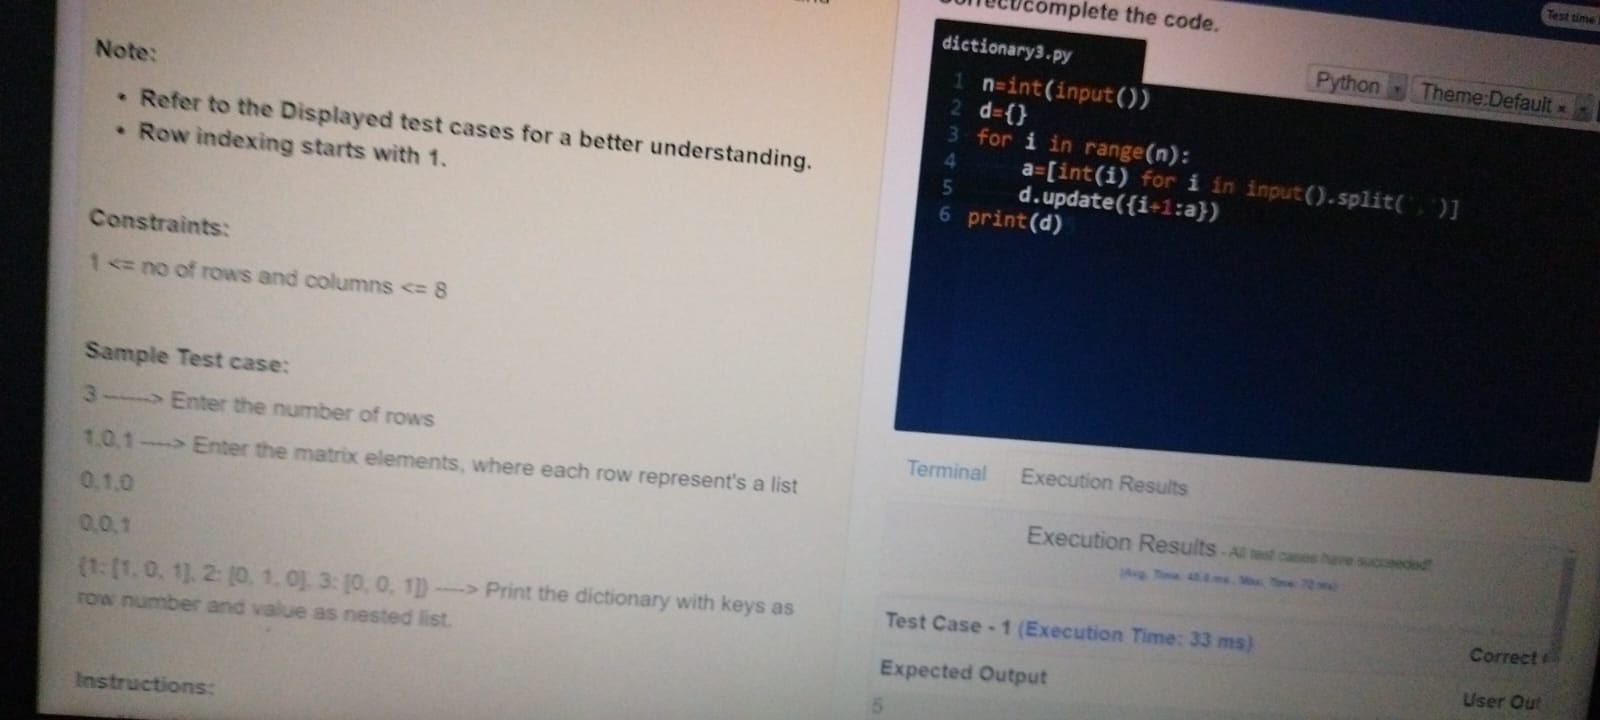 Note:
• Refer to the Displayed test cases for a better understanding.
• Row indexing starts with 1.
Constraints:
1 <= no of rows and columns <= 8
Sample Test case:
3 ------> Enter the number of rows
1,0,1 ----> Enter the matrix elements, where each row represent's a list
0,1,0
0,0,1
{1: [1, 0, 1], 2: [0, 1, 0], 3: [0, 0, 1]} ----> Print the dictionary with keys as
row number and value as nested list.
Instructions:
Correct/complete the code.
Test time
dictionary3.py
Python
Theme:Default
1 n=int(input())
2 d={}
3 for i in range(n):
4 a=[int(i) for i in input().split(',')]
5 d.update({i+1:a})
6 print(d)
Terminal
Execution Results
Execution Results - All test cases have succeeded!
(Avg. Time: 48.8 ms, Max. Time: 72 ms)
Test Case - 1 (Execution Time: 33 ms)
Correct
Expected Output
User Out
5